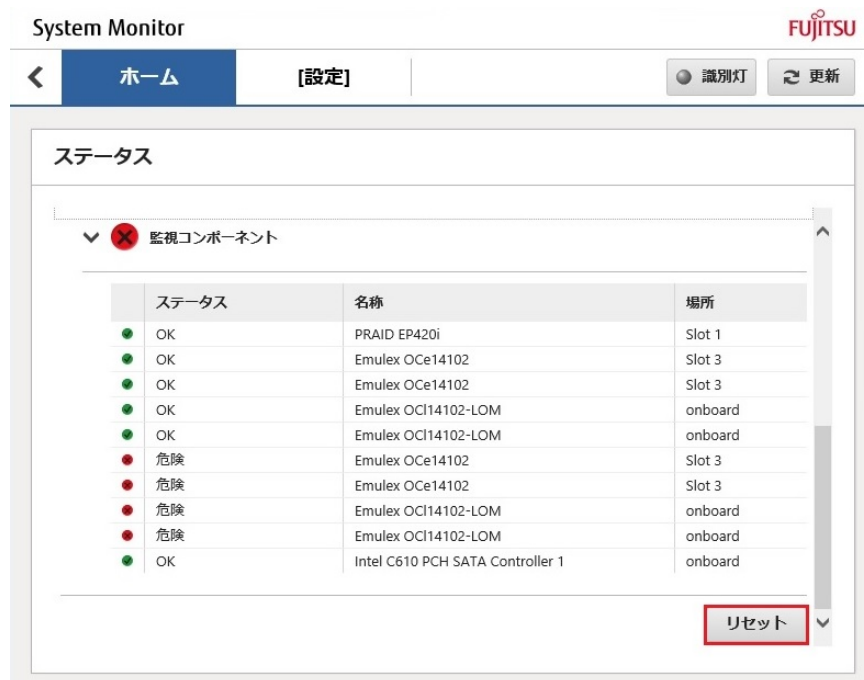 System Monitor FUJITSU
ホーム [設定] 識別灯 更新
ステータス
監視コンポーネント
ステータス 名称 場所
OK PRAID EP420i Slot 1
OK Emulex OCe14102 Slot 3
OK Emulex OCe14102 Slot 3
OK Emulex OCl14102-LOM onboard
OK Emulex OCl14102-LOM onboard
危険 Emulex OCe14102 Slot 3
危険 Emulex OCe14102 Slot 3
危険 Emulex OCl14102-LOM onboard
危険 Emulex OCl14102-LOM onboard
OK Intel C610 PCH SATA Controller 1 onboard
リセット